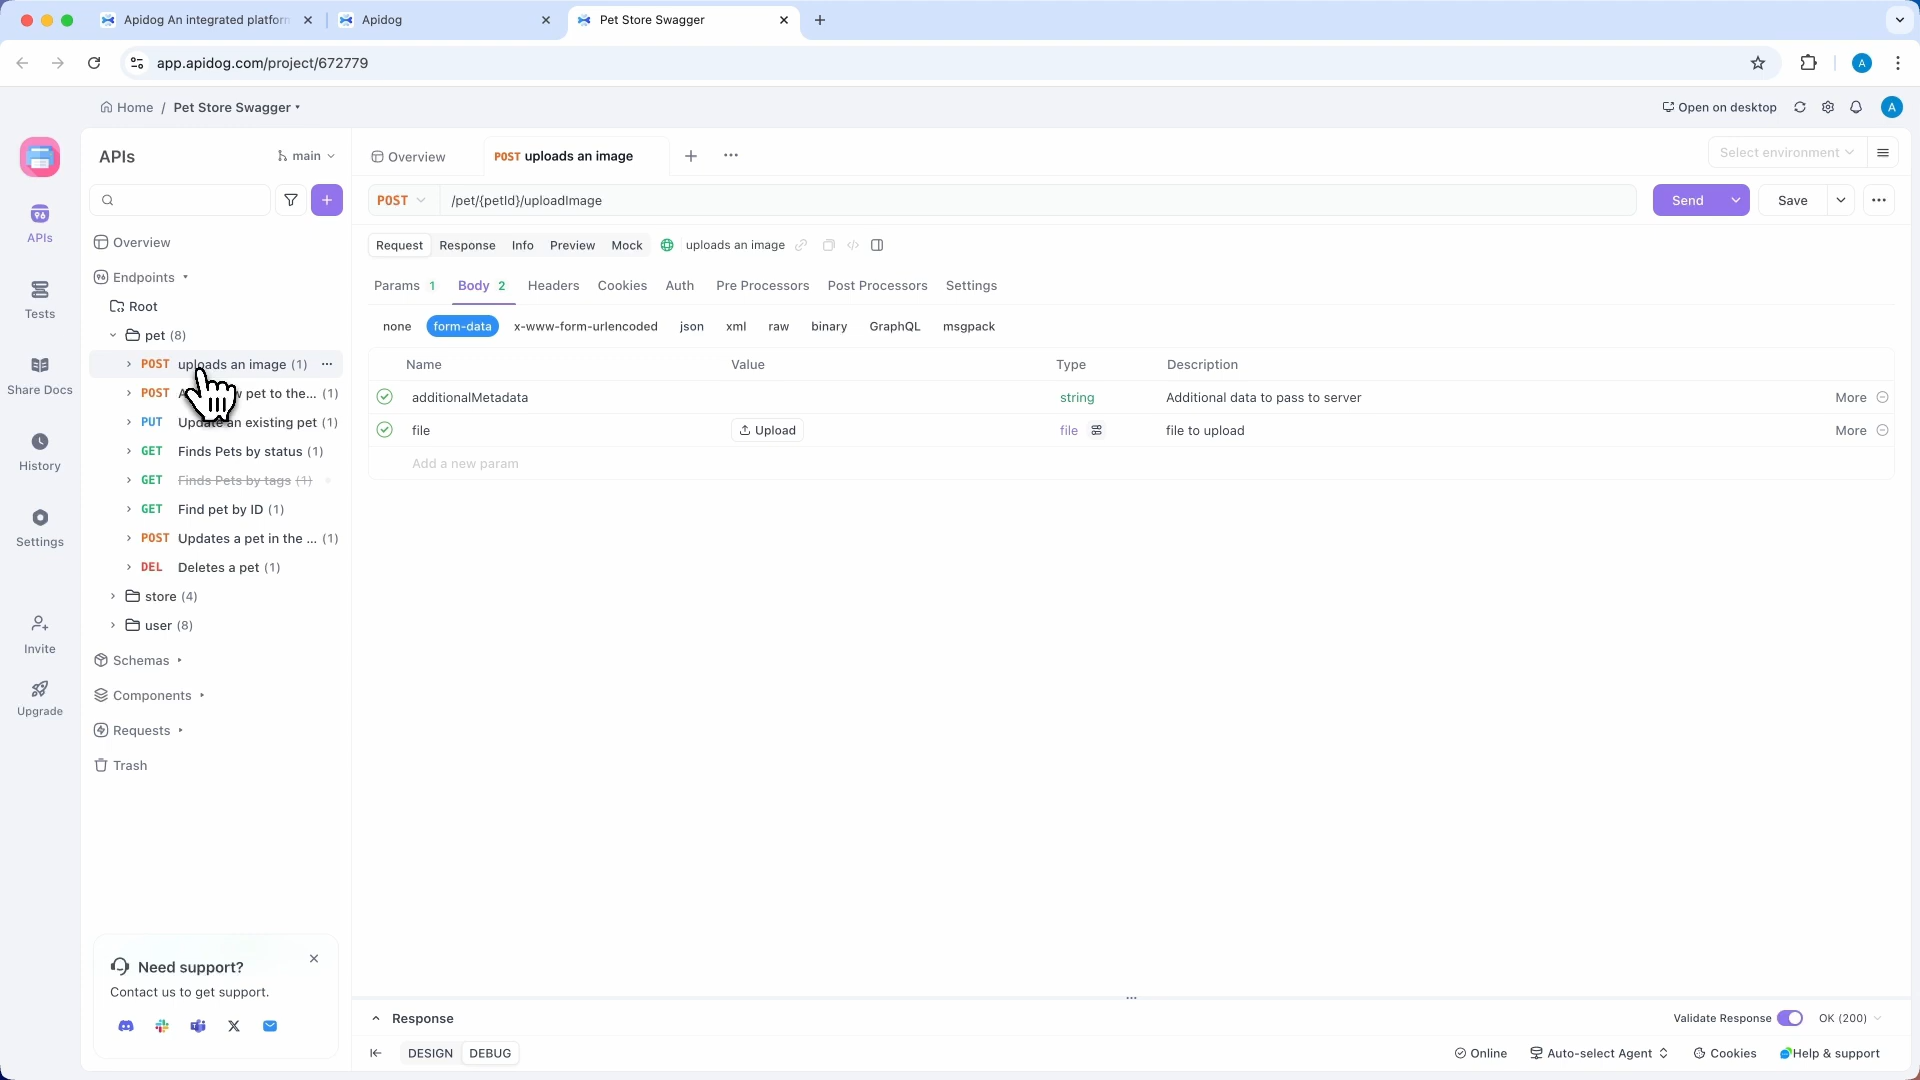 Apidog An integrated platform
Apidog
Pet Store Swagger
app.apidog.com/project/672779
A
Home / Pet Store Swagger
Open on desktop
A
APIs
main
Overview
POST uploads an image
Select environment
POST
/pet/{petId}/uploadImage
Send
Save
Request
Response
Info
Preview
Mock
uploads an image
Params 1
Body 2
Headers
Cookies
Auth
Pre Processors
Post Processors
Settings
none
form-data
x-www-form-urlencoded
json
xml
raw
binary
GraphQL
msgpack
Name
Value
Type
Description
additionalMetadata
string
Additional data to pass to server
More
file
Upload
file
file to upload
More
Add a new param
APIs
Tests
Share Docs
History
Settings
Invite
Upgrade
Overview
Endpoints
Root
pet (8)
POST uploads an image (1)
POST pet to the... (1)
PUT Update an existing pet (1)
GET Finds Pets by status (1)
GET Finds Pets by tags (1)
GET Find pet by ID (1)
POST Updates a pet in the ... (1)
DEL Deletes a pet (1)
store (4)
user (8)
Schemas
Components
Requests
Trash
Need support?
Contact us to get support.
Response
Validate Response
OK (200)
DESIGN
DEBUG
Online
Auto-select Agent
Cookies
Help & support